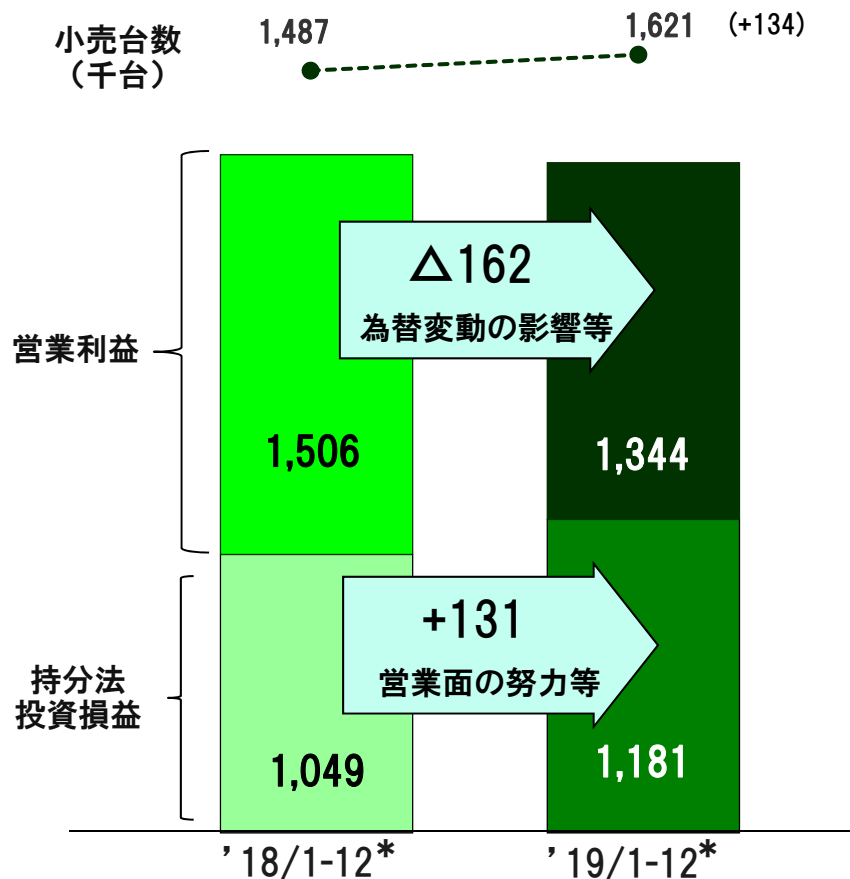 小売台数
(千台)
1,487
1,621 (+134)
営業利益
△162
為替変動の影響等
1,506
1,344
持分法
投資損益
+131
営業面の努力等
1,049
1,181
’18/1-12*
’19/1-12*